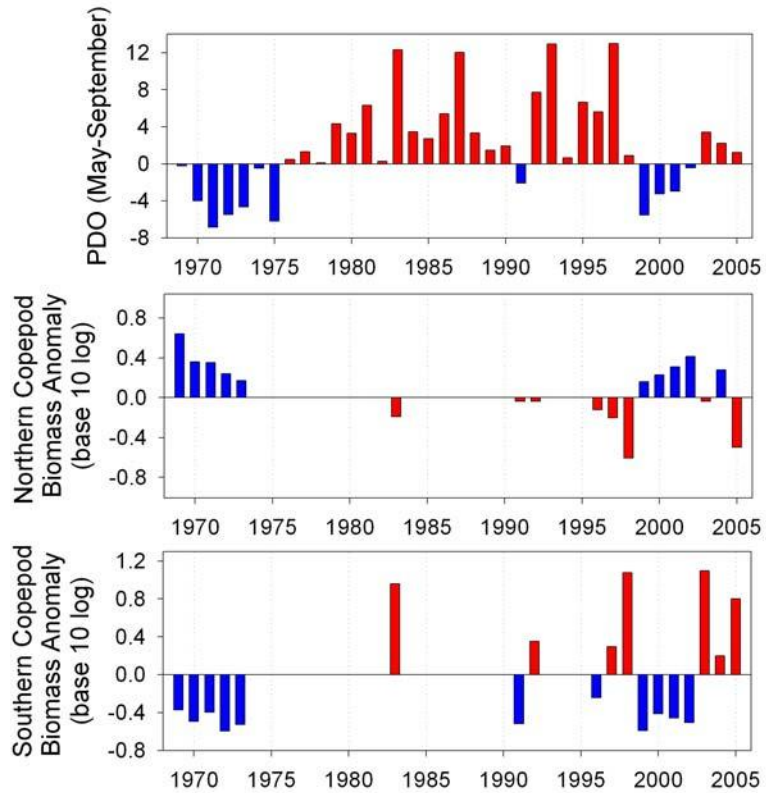 PDO (May-September)
12
8
4
0
-4
-8
1970 1975 1980 1985 1990 1995 2000 2005
Northern Copepod
Biomass Anomaly
(base 10 log)
0.8
0.4
0.0
-0.4
-0.8
1970 1975 1980 1985 1990 1995 2000 2005
Southern Copepod
Biomass Anomaly
(base 10 log)
1.2
0.8
0.4
0.0
-0.4
-0.8
1970 1975 1980 1985 1990 1995 2000 2005